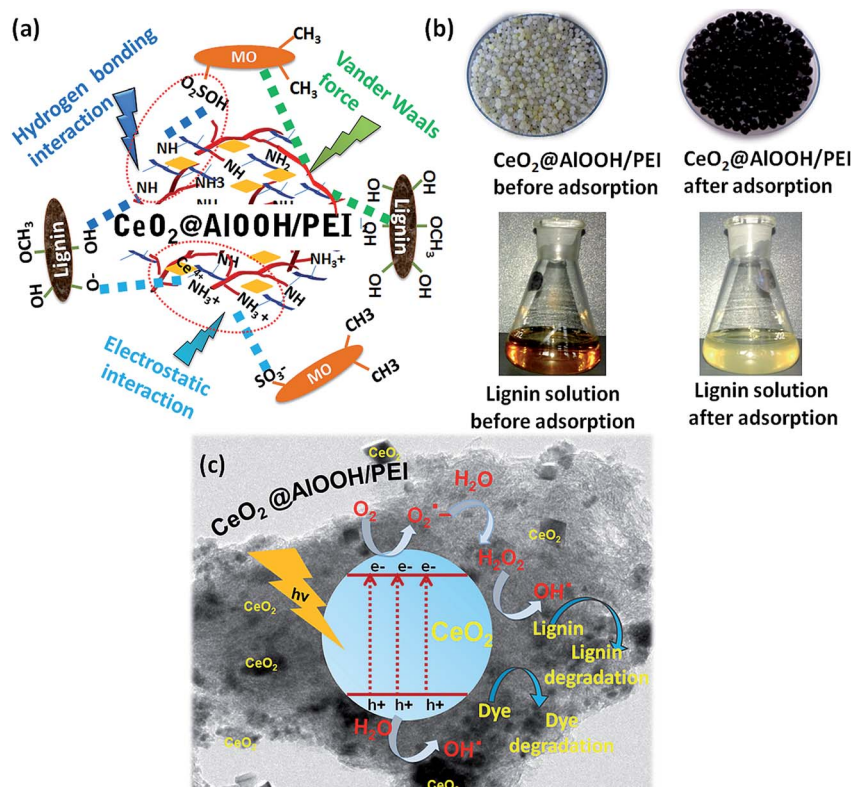 (a)
CH₃
MO
CH₃
O₂SOH
Hydrogen bonding
interaction
Vander Waals
force
NH
NH
NH₂
NH
NH3
NH
CeO₂@AlOOH/PEI
Lignin
OCH₃
OH
OH
O-
OH
OH
Lignin
OH
OCH₃
OH
OH
OH
Ce⁴⁺
NH
NH₃+
NH₃+
NH₃+
NH
Electrostatic
interaction
SO₃-
MO
CH3
CH3
(b)
CeO₂@AlOOH/PEI
before adsorption
CeO₂@AlOOH/PEI
after adsorption
Lignin solution
before adsorption
Lignin solution
after adsorption
(c)
CeO₂ @AlOOH/PEI
CeO₂
hν
O₂
O₂•−
H₂O
H₂O₂
OH•
CeO₂
e- e- e-
CeO₂
CeO₂
CeO₂
h+ h+ h+
H₂O
OH•
Lignin
Lignin
degradation
Dye
Dye
degradation
CeO₂
CeO₂